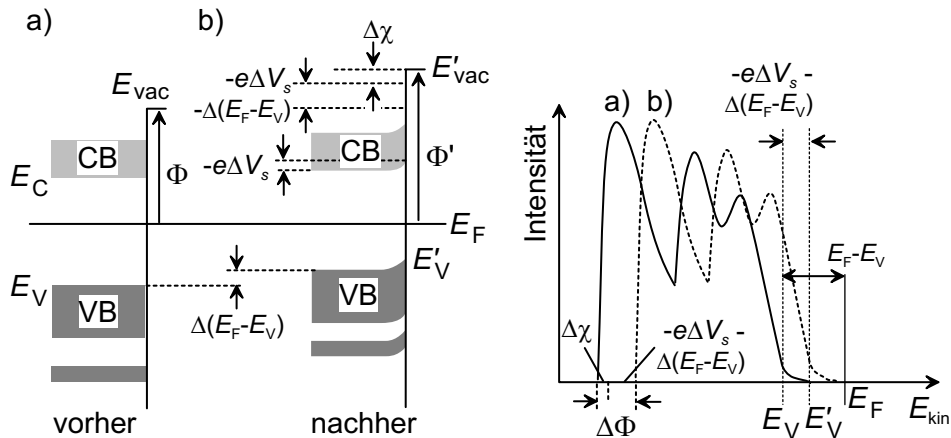 a)
b)
Δχ
E′vac
Evac
-eΔVs
-Δ(EF-EV)
CB
CB
Φ
Φ'
EC
-eΔVs
EF
E′V
EV
VB
VB
Δ(EF-EV)
vorher
nachher
-eΔVs -
Δ(EF-EV)
a)
b)
Intensität
EF-EV
Δχ
-eΔVs -
Δ(EF-EV)
ΔΦ
EV
E′V
EF
Ekin